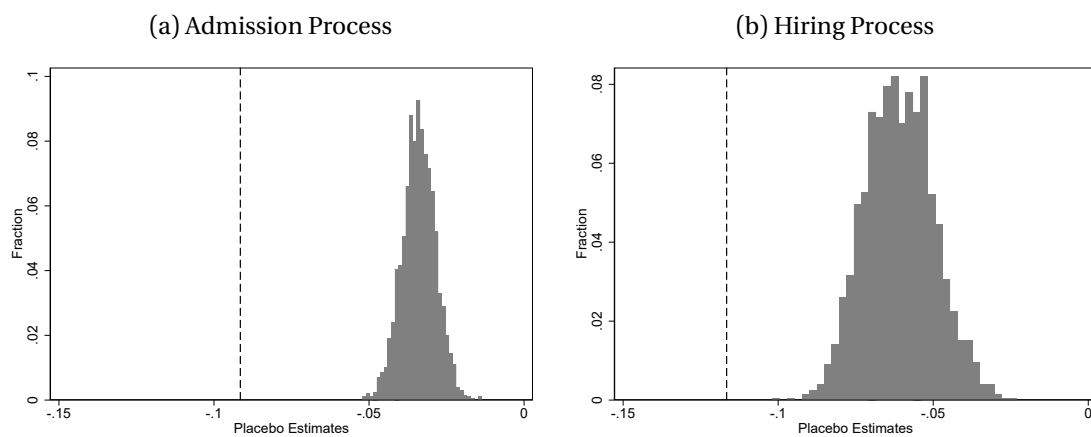 (a) Admission Process
(b) Hiring Process
Fraction
0 .02 .04 .06 .08 .1
-.15 -.1 -.05 0
Placebo Estimates
Fraction
0 .02 .04 .06 .08
-.15 -.1 -.05 0
Placebo Estimates